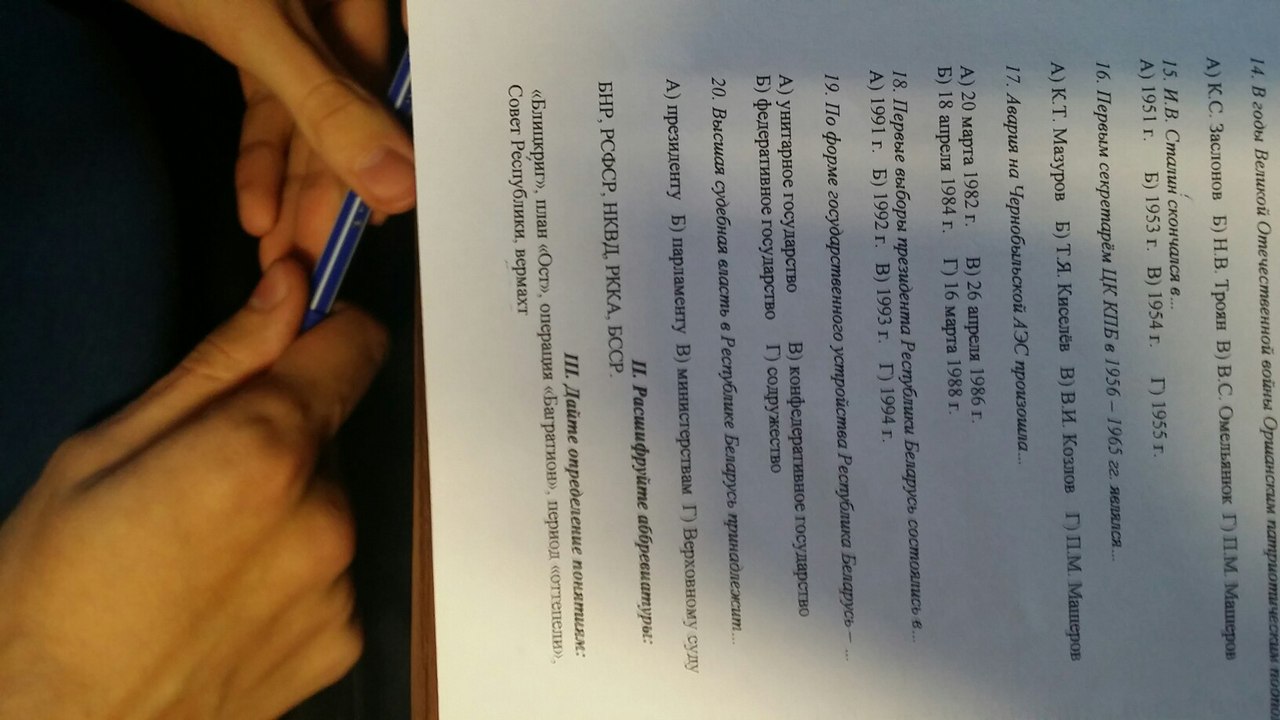 14. В годы Великой Отечественной войны Оршанским патриотическим
А) К.С. Заслонов Б) Н.В. Троян В) В.С. Омельянюк Г) П.М. Машеров
15. И.В. Сталин скончался в...
А) 1951 г. Б) 1953 г. В) 1954 г. Г) 1955 г.
16. Первым секретарём ЦК КПБ в 1956 – 1965 гг. являлся...
А) К.Т. Мазуров Б) Т.Я. Киселёв В) В.И. Козлов Г) П.М. Машеров
17. Авария на Чернобыльской АЭС произошла...
А) 20 марта 1982 г. В) 26 апреля 1986 г.
Б) 18 апреля 1984 г. Г) 16 марта 1988 г.
18. Первые выборы президента Республики Беларусь состоялись в...
А) 1991 г. Б) 1992 г. В) 1993 г. Г) 1994 г.
19. По форме государственного устройства Республика Беларусь – ...
А) унитарное государство В) конфедеративное государство
Б) федеративное государство Г) содружество
20. Высшая судебная власть в Республике Беларусь принадлежит...
А) президенту Б) парламенту В) министерствам Г) Верховному суду
II. Расшифруйте аббревиатуры:
БНР, РСФСР, НКВД, РККА, БССР.
III. Дайте определение понятиям:
«Блицкриг», план «Ост», операция «Багратион», период «оттепели»,
Совет Республики, вермахт